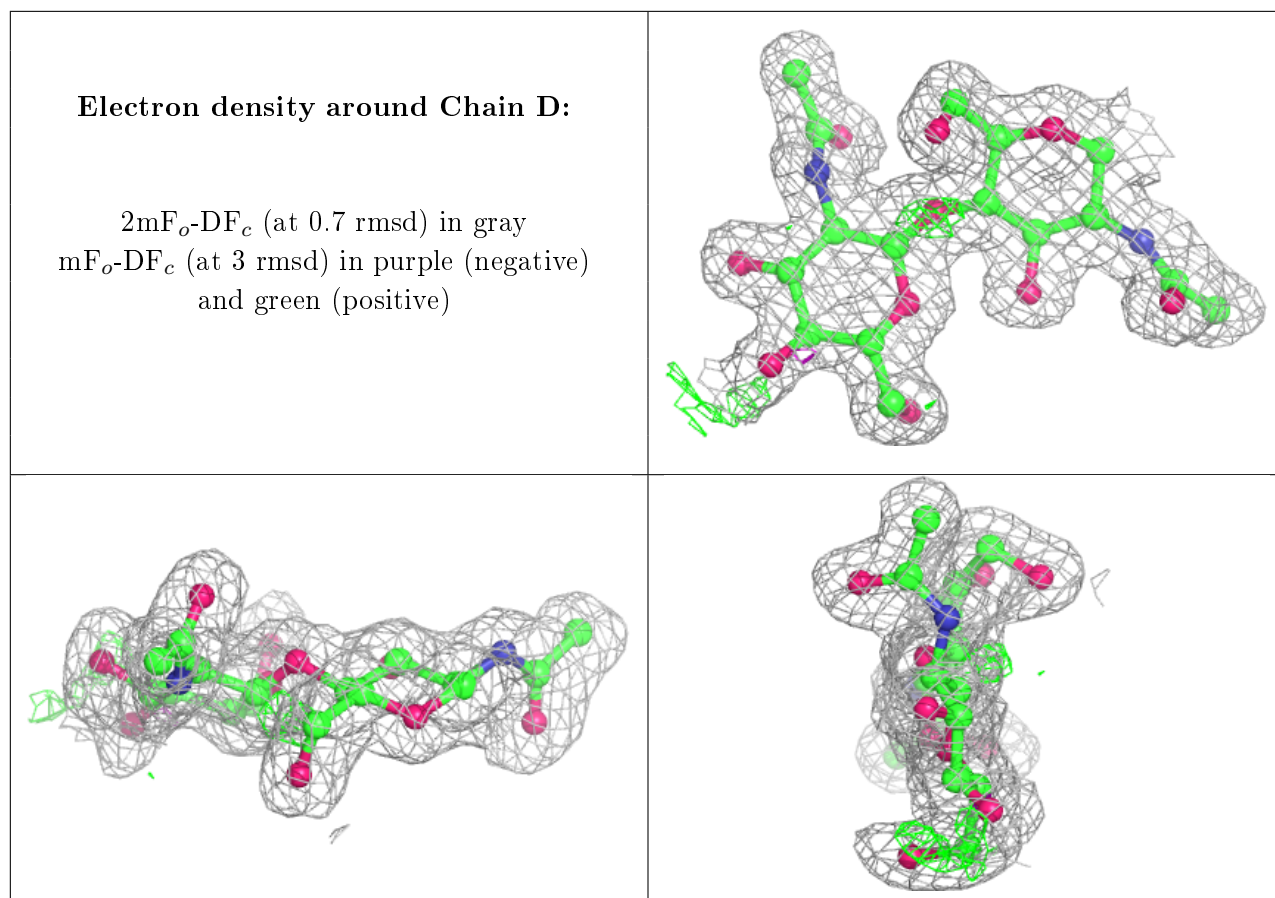 Electron density around Chain D:
2mFo-DFc (at 0.7 rmsd) in gray
mFo-DFc (at 3 rmsd) in purple (negative)
and green (positive)